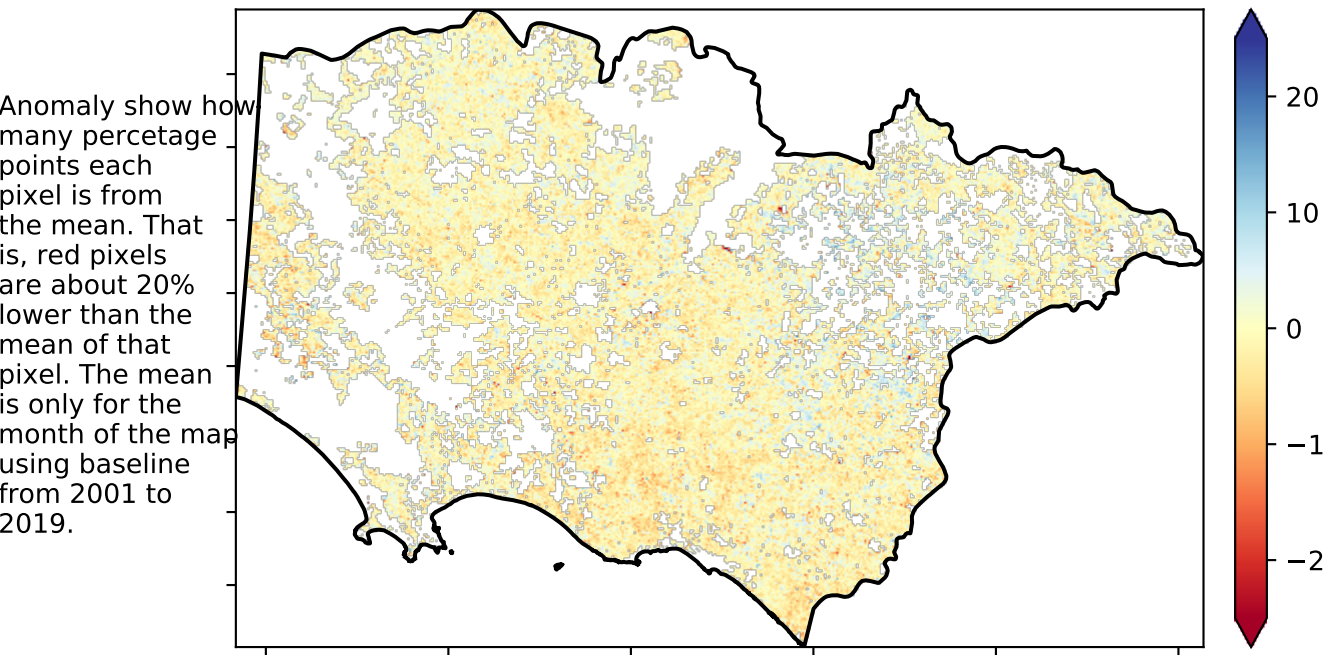 Anomaly show how
many percetage
points each
pixel is from
the mean. That
is, red pixels
are about 20%
lower than the
mean of that
pixel. The mean
is only for the
month of the map
using baseline
from 2001 to
2019.
20
10
0
−1
−2